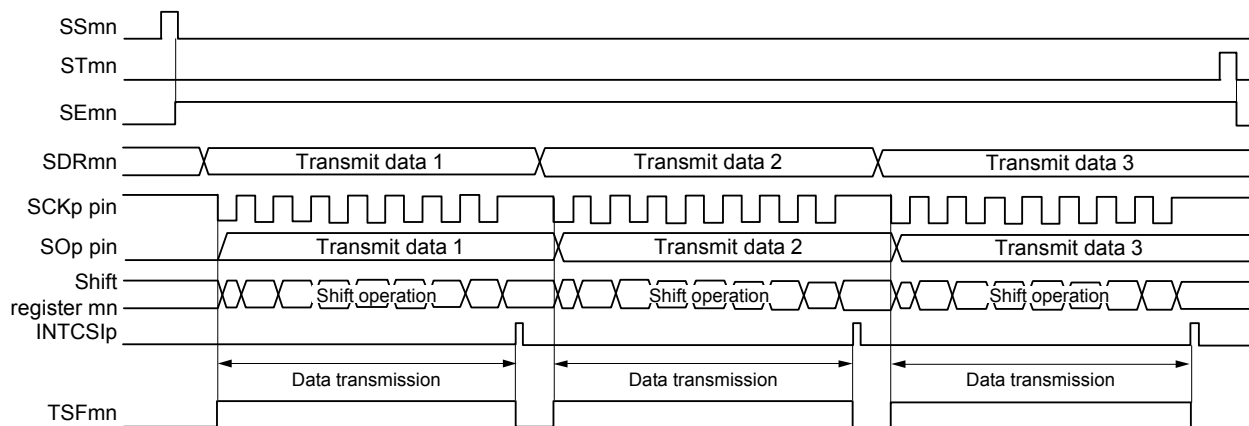 SSmn
STmn
SEmn
SDRmn Transmit data 1 Transmit data 2 Transmit data 3
SCKp pin
SOp pin Transmit data 1 Transmit data 2 Transmit data 3
Shift
register mn Shift operation Shift operation Shift operation
INTCSIp
Data transmission Data transmission Data transmission
TSFmn